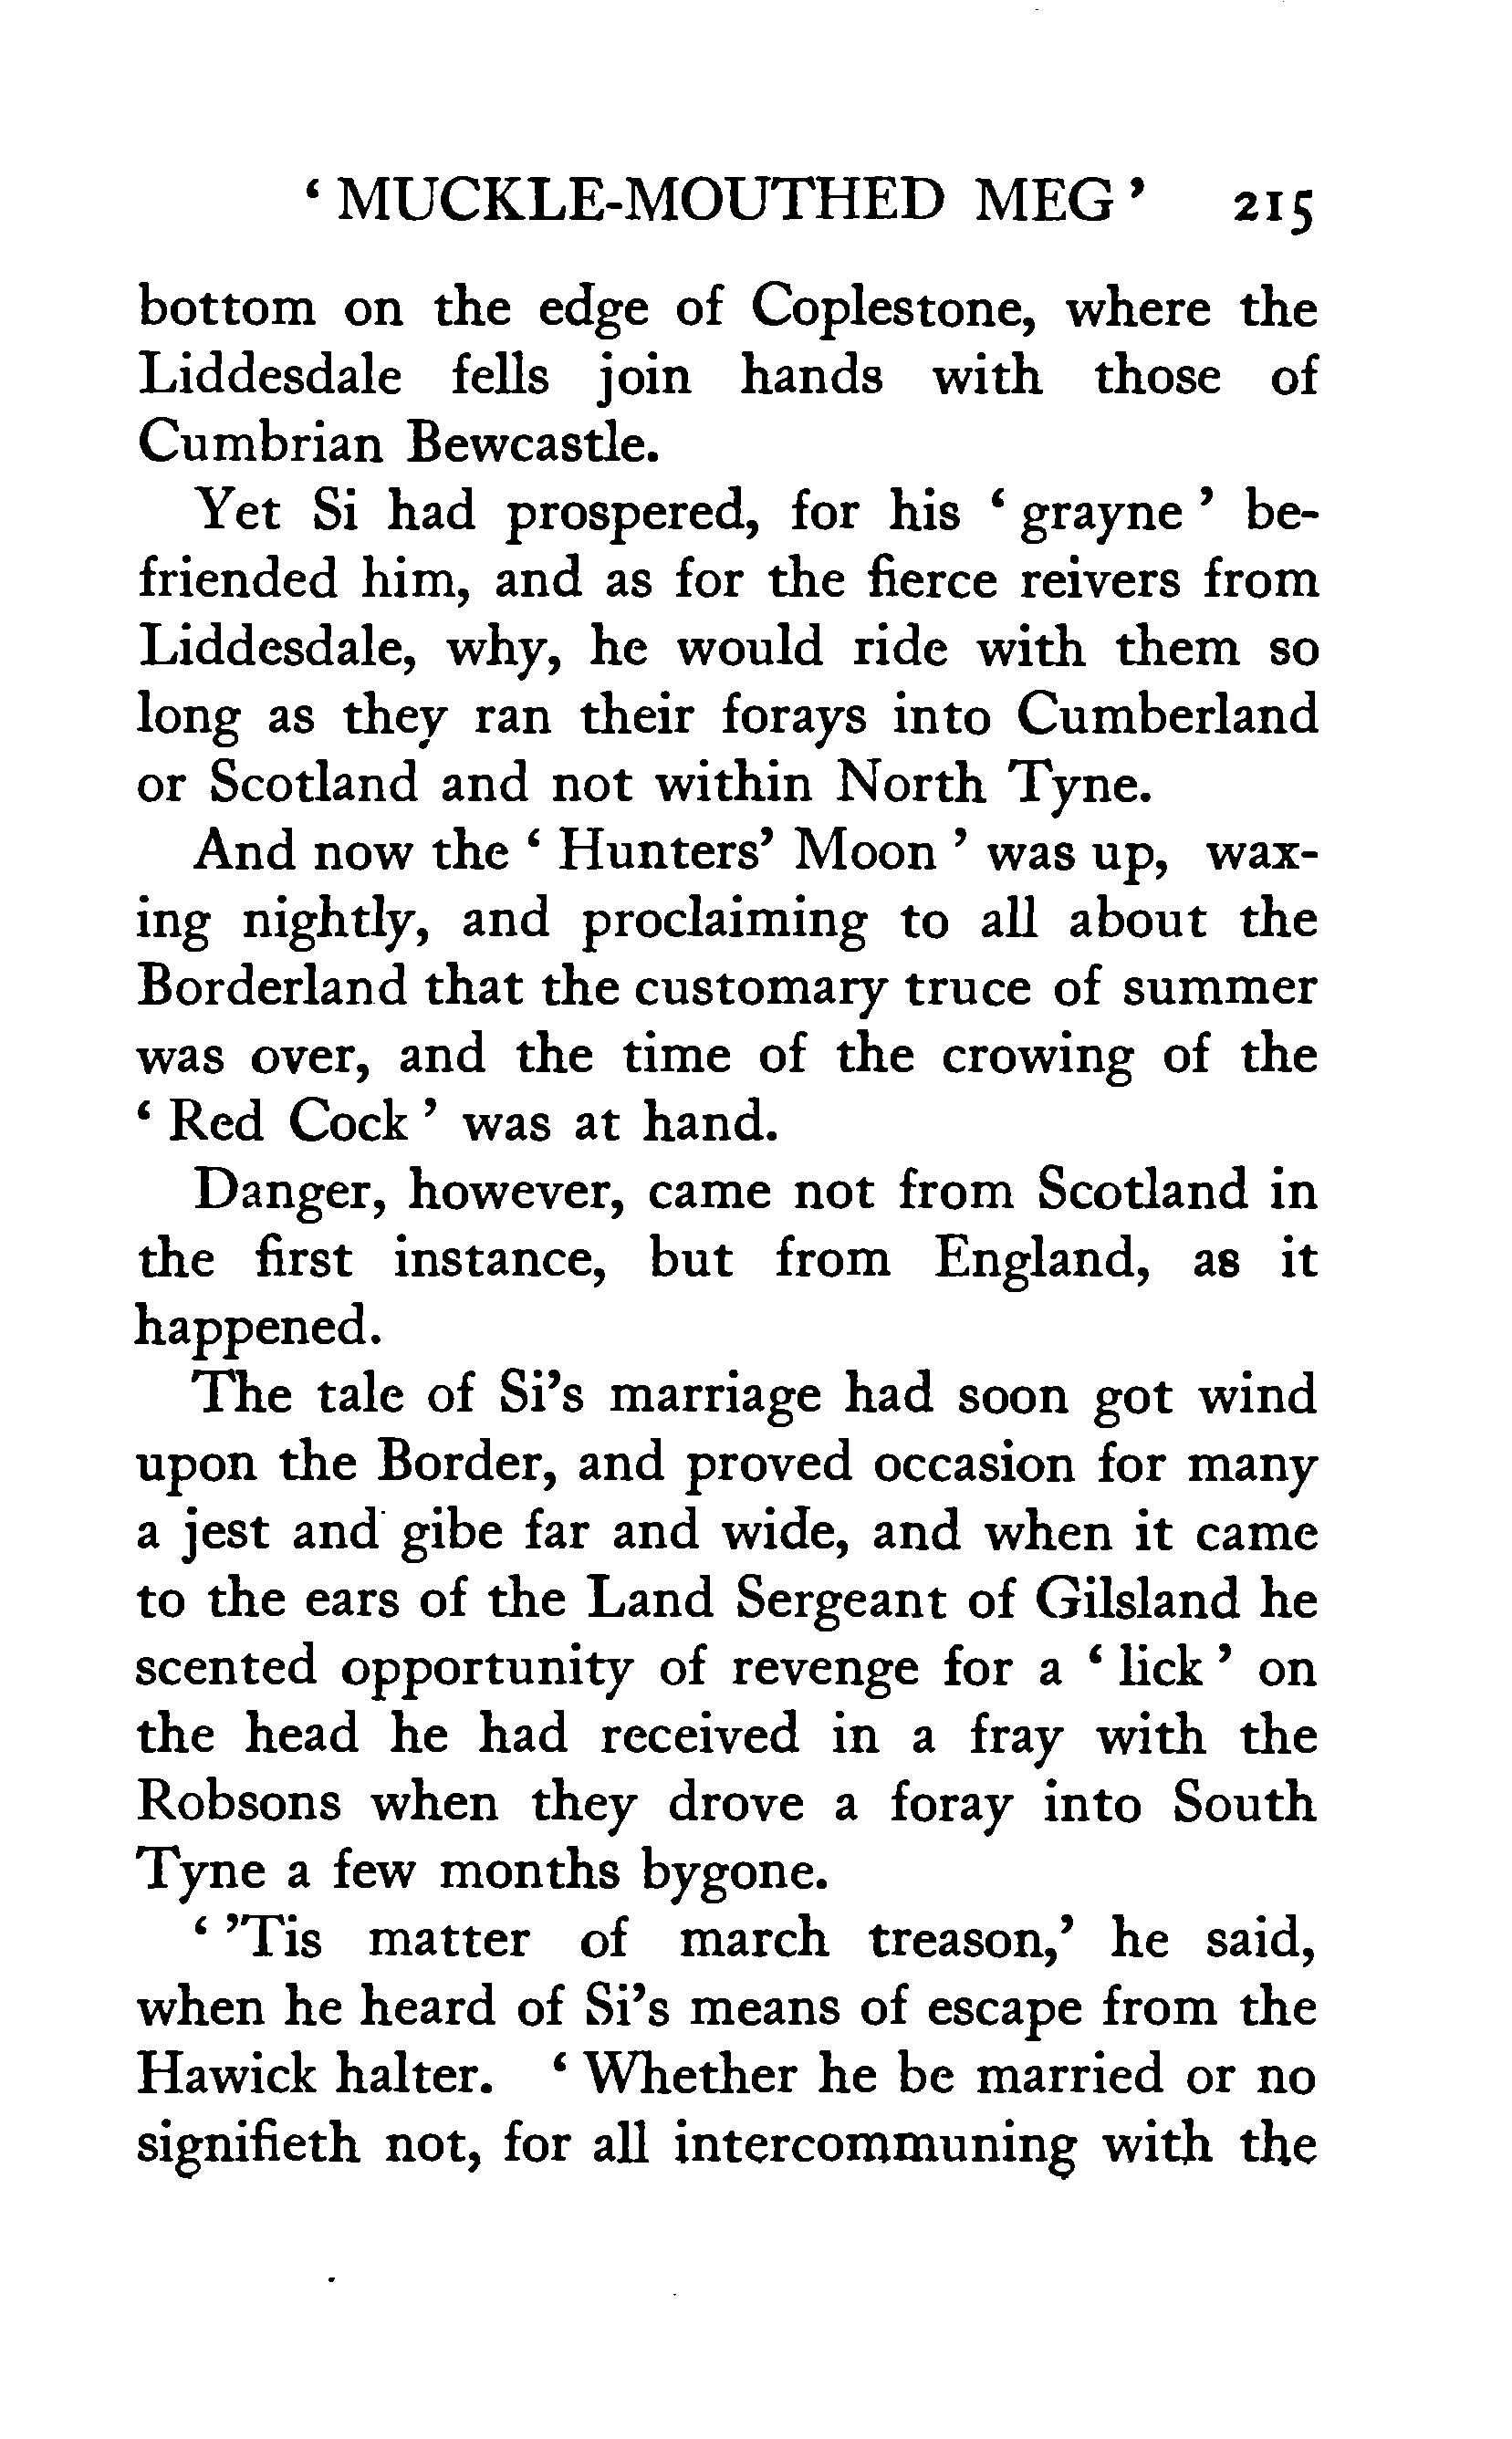 ‘ MUCKLE-MOUTHED MEG ’ 215
bottom on the edge of Coplestone, where the
Liddesdale fells join hands with those of
Cumbrian Bewcastle.
Yet Si had prospered, for his ‘ grayne ’ be-
friended him, and as for the fierce reivers from
Liddesdale, why, he would ride with them so
long as they ran their forays into Cumberland
or Scotland and not within North Tyne.
And now the ‘ Hunters’ Moon ’ was up, wax-
ing nightly, and proclaiming to all about the
Borderland that the customary truce of summer
was over, and the time of the crowing of the
‘ Red Cock ’ was at hand.
Danger, however, came not from Scotland in
the first instance, but from England, as it
happened.
The tale of Si’s marriage had soon got wind
upon the Border, and proved occasion for many
a jest and gibe far and wide, and when it came
to the ears of the Land Sergeant of Gilsland he
scented opportunity of revenge for a ‘ lick ’ on
the head he had received in a fray with the
Robsons when they drove a foray into South
Tyne a few months bygone.
‘ ’Tis matter of march treason,’ he said,
when he heard of Si’s means of escape from the
Hawick halter. ‘ Whether he be married or no
signifieth not, for all intercommuning with the